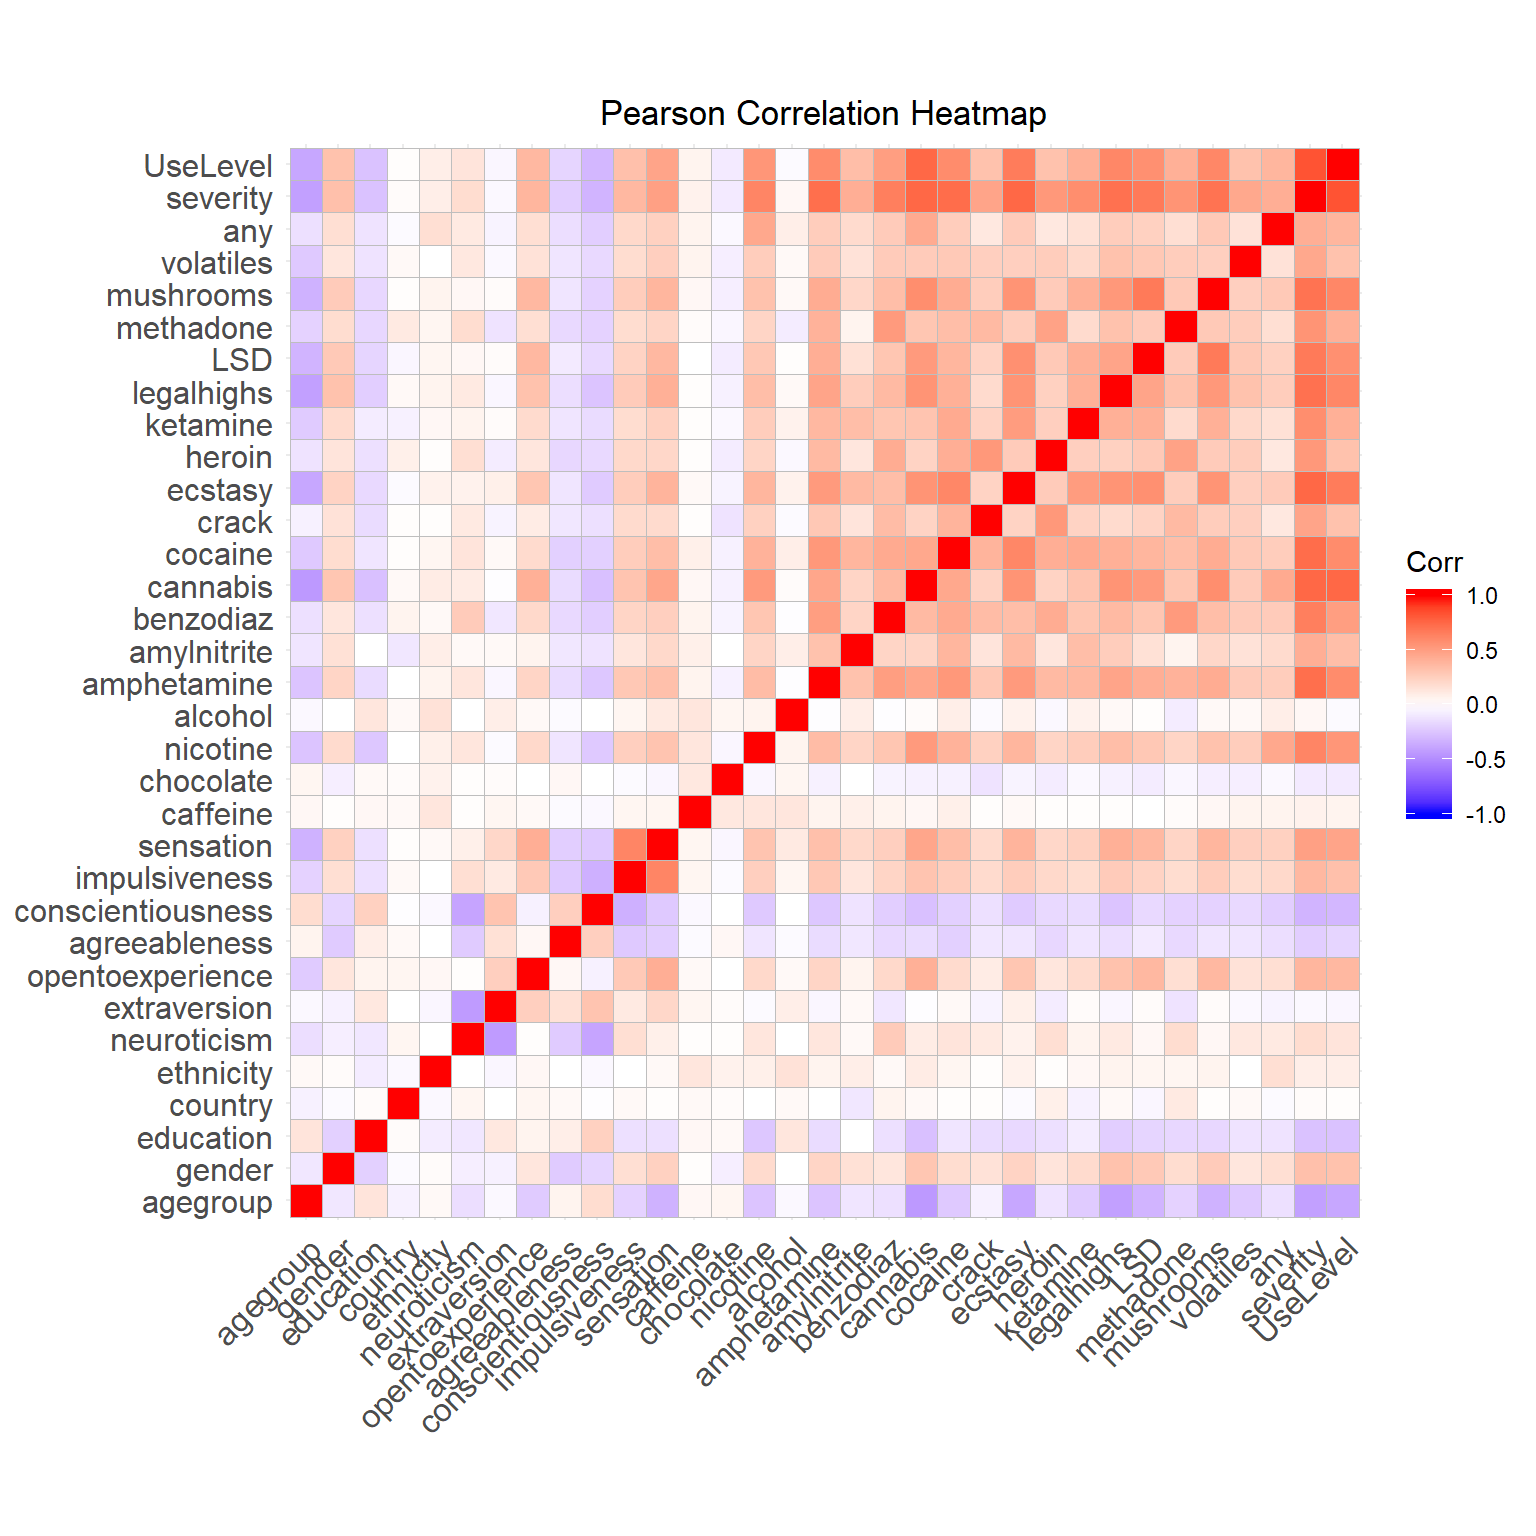 Pearson Correlation Heatmap
UseLevel
severity
any
volatiles
mushrooms
methadone
LSD
legalhighs
ketamine
heroin
ecstasy
crack
cocaine
cannabis
benzodiaz
amylnitrite
amphetamine
alcohol
nicotine
chocolate
caffeine
sensation
impulsiveness
conscientiousness
agreeableness
opentoexperience
extraversion
neuroticism
ethnicity
country
education
gender
agegroup
agegroup
gender
education
country
ethnicity
neuroticism
extraversion
opentoexperience
agreeableness
conscientiousness
impulsiveness
sensation
caffeine
chocolate
nicotine
alcohol
amphetamine
amylnitrite
benzodiaz
cannabis
cocaine
crack
ecstasy
heroin
ketamine
legalhighs
LSD
methadone
mushrooms
volatiles
any
severity
UseLevel
Corr
1.0
0.5
0.0
-0.5
-1.0